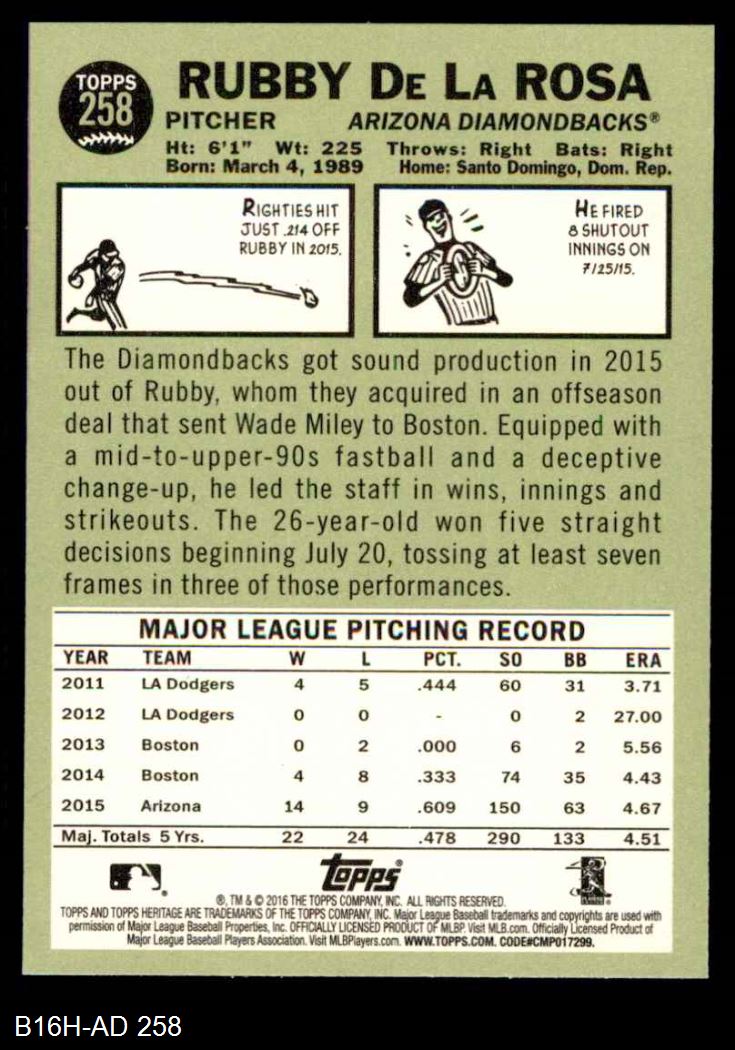 TOPPS
258
RUBBY DE LA ROSA
PITCHER ARIZONA DIAMONDBACKS®
Ht: 6'1" Wt: 225 Throws: Right Bats: Right
Born: March 4, 1989 Home: Santo Domingo, Dom. Rep.
RIGHTIES HIT
JUST .214 OFF
RUBBY IN 2015.
HE FIRED
8 SHUTOUT
INNINGS ON
7/25/15.
The Diamondbacks got sound production in 2015
out of Rubby, whom they acquired in an offseason
deal that sent Wade Miley to Boston. Equipped with
a mid-to-upper-90s fastball and a deceptive
change-up, he led the staff in wins, innings and
strikeouts. The 26-year-old won five straight
decisions beginning July 20, tossing at least seven
frames in three of those performances.
MAJOR LEAGUE PITCHING RECORD
YEAR TEAM W L PCT. SO BB ERA
2011 LA Dodgers 4 5 .444 60 31 3.71
2012 LA Dodgers 0 0 - 0 2 27.00
2013 Boston 0 2 .000 6 2 5.56
2014 Boston 4 8 .333 74 35 4.43
2015 Arizona 14 9 .609 150 63 4.67
Maj. Totals 5 Yrs. 22 24 .478 290 133 4.51
Topps®
®, TM & © 2016 THE TOPPS COMPANY, INC. ALL RIGHTS RESERVED.
TOPPS AND TOPPS HERITAGE ARE TRADEMARKS OF THE TOPPS COMPANY, INC. Major League Baseball trademarks and copyrights are used with
permission of Major League Baseball Properties, Inc. OFFICIALLY LICENSED PRODUCT OF MLBP. Visit MLB.com. Officially Licensed Product of
Major League Baseball Players Association. Visit MLBPlayers.com. WWW.TOPPS.COM. CODE#CMP017299.
B16H-AD 258